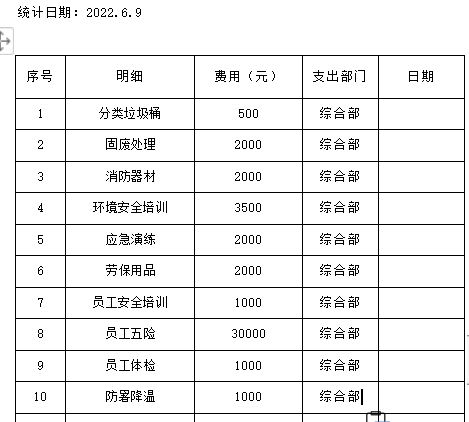 统计日期：2022.6.9
序号 明细 费用（元） 支出部门 日期
1 分类垃圾桶 500 综合部
2 固废处理 2000 综合部
3 消防器材 2000 综合部
4 环境安全培训 3500 综合部
5 应急演练 2000 综合部
6 劳保用品 2000 综合部
7 员工安全培训 1000 综合部
8 员工五险 30000 综合部
9 员工体检 1000 综合部
10 防署降温 1000 综合部